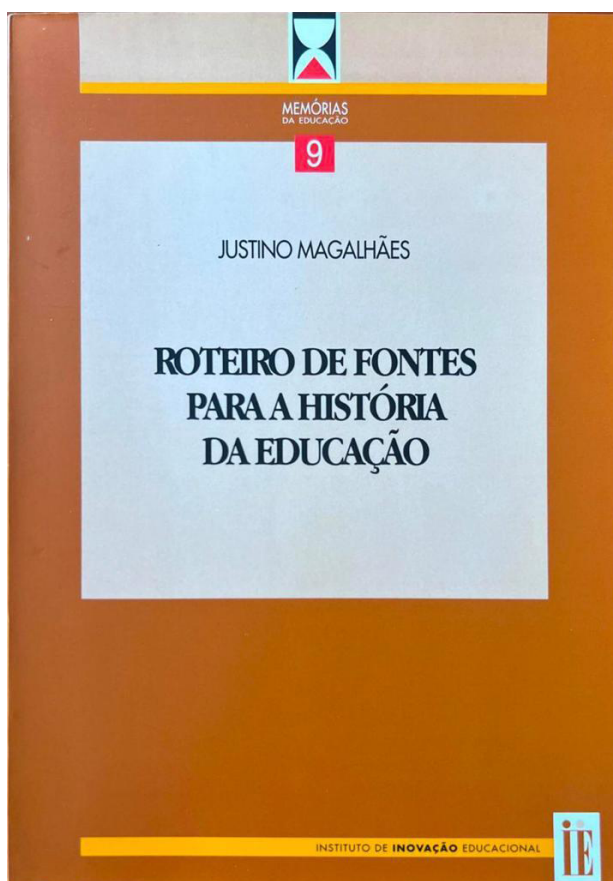 MEMÓRIAS
DA EDUCAÇÃO
9
JUSTINO MAGALHÃES
ROTEIRO DE FONTES
PARA A HISTÓRIA
DA EDUCAÇÃO
INSTITUTO DE INOVAÇÃO EDUCACIONAL
IIE